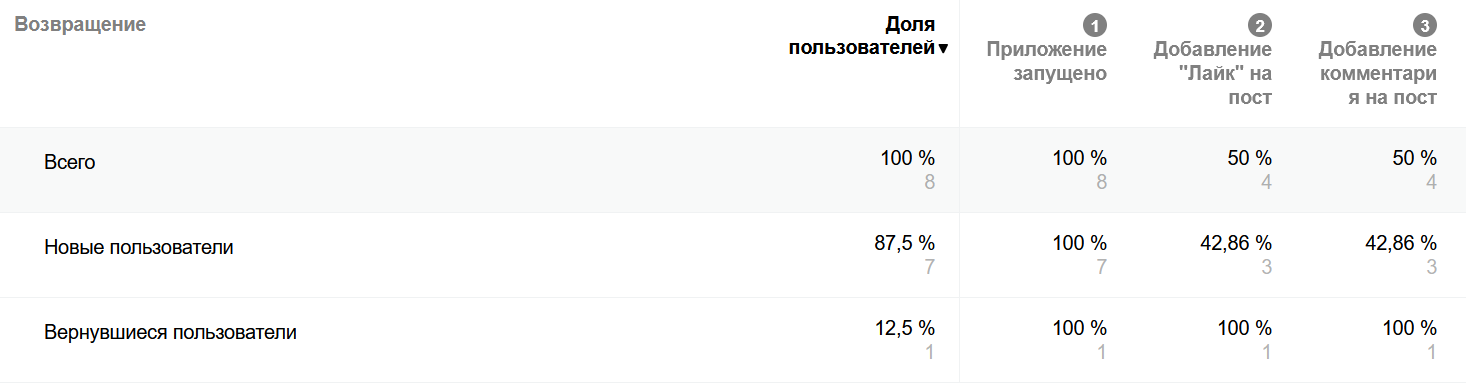 Возвращение
Доля
пользователей▼
1
Приложение
запущено
2
Добавление
"Лайк" на
пост
3
Добавление
комментари
я на пост
Всего
100 %
8
100 %
8
50 %
4
50 %
4
Новые пользователи
87,5 %
7
100 %
7
42,86 %
3
42,86 %
3
Вернувшиеся пользователи
12,5 %
1
100 %
1
100 %
1
100 %
1